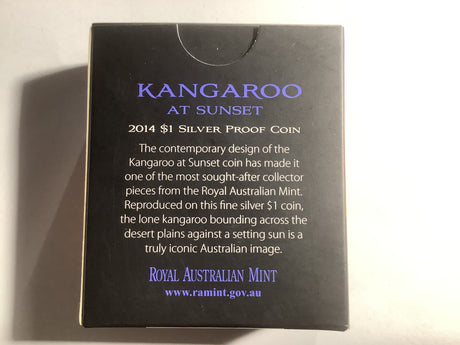 KANGAROO
AT SUNSET
2014 $1 SILVER PROOF COIN
The contemporary design of the
Kangaroo at Sunset coin has made it
one of the most sought-after collector
pieces from the Royal Australian Mint.
Reproduced on this fine silver $1 coin,
the lone kangaroo bounding across the
desert plains against a setting sun is a
truly iconic Australian image.
ROYAL AUSTRALIAN MINT
www.ramint.gov.au